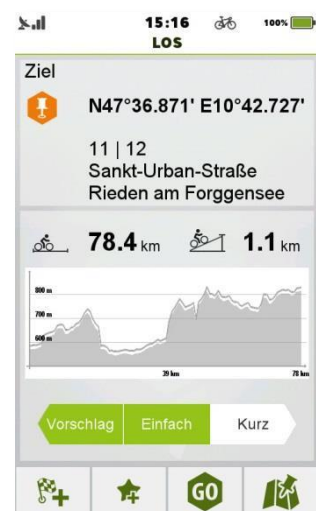 15:16 100%
LOS
Ziel
N47°36.871' E10°42.727'
11 | 12
Sankt-Urban-Straße
Rieden am Forggensee
78.4 km 1.1 km
800 m
700 m
600 m
39 km 78 km
Vorschlag Einfach Kurz
GO